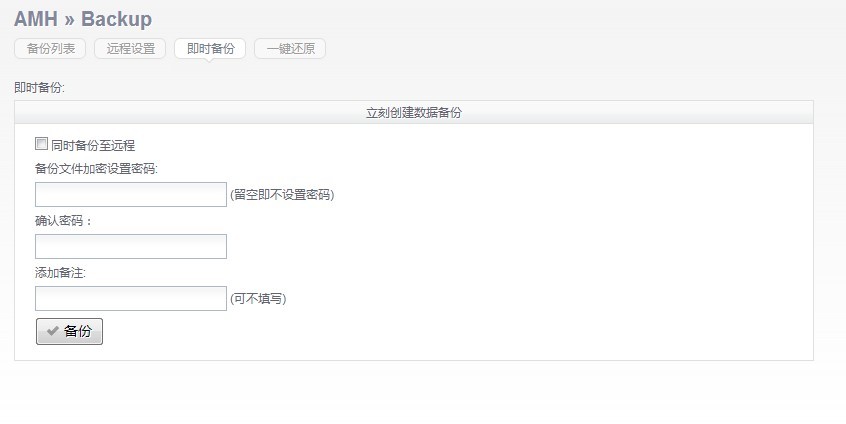 AMH » Backup
备份列表 远程设置 即时备份 一键还原
即时备份:
立刻创建数据备份
同时备份至远程
备份文件加密设置密码:
(留空即不设置密码)
确认密码：
添加备注:
(可不填写)
备份